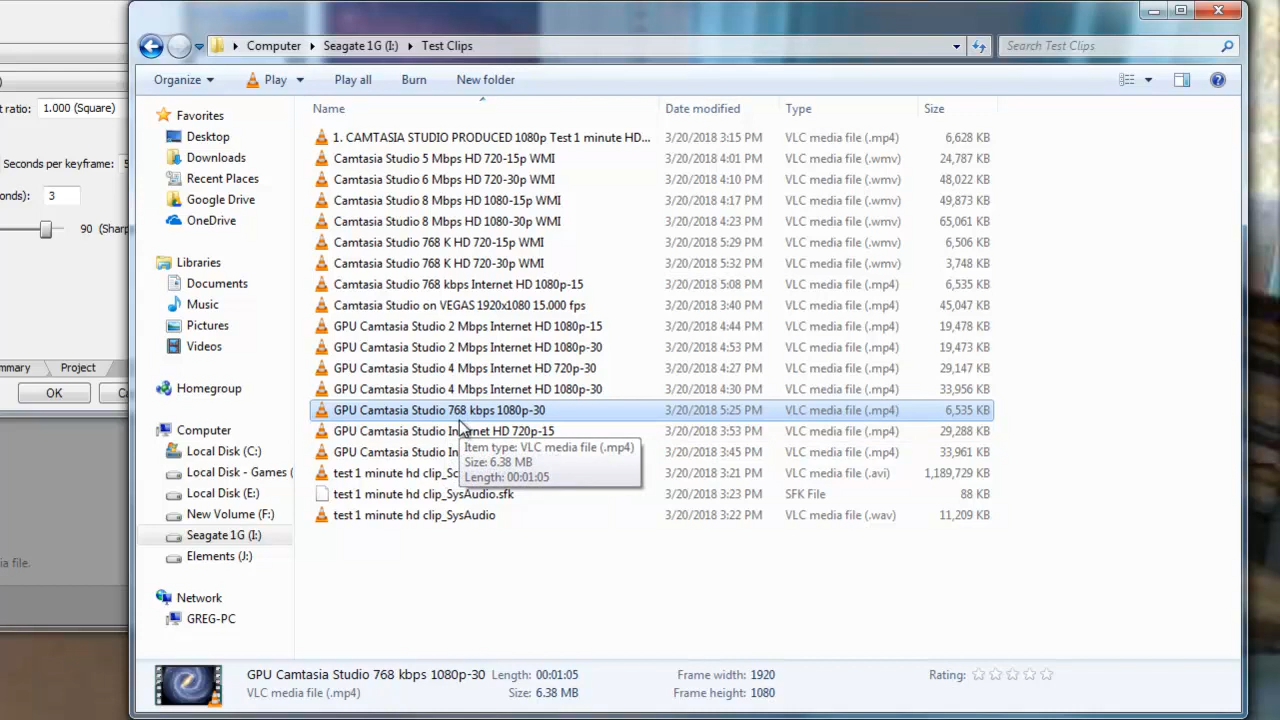 Computer Seagate 1G (I:) Test Clips Search Test Clips
Organize Play Play all Burn New folder
t ratio: 1.000 (Square)
Seconds per keyframe: 5
onds): 3
90 (Sharp
mmary Project
OK Ca
ia file.
Favorites
Desktop
Downloads
Recent Places
Google Drive
OneDrive
Libraries
Documents
Music
Pictures
Videos
Homegroup
Computer
Local Disk (C:)
Local Disk - Games (
Local Disk (E:)
New Volume (F:)
Seagate 1G (I:)
Elements (J:)
Network
GREG-PC
Name Date modified Type Size
1. CAMTASIA STUDIO PRODUCED 1080p Test 1 minute HD... 3/20/2018 3:15 PM VLC media file (.mp4) 6,628 KB
Camtasia Studio 5 Mbps HD 720-15p WMI 3/20/2018 4:01 PM VLC media file (.wmv) 24,787 KB
Camtasia Studio 6 Mbps HD 720-30p WMI 3/20/2018 4:10 PM VLC media file (.wmv) 48,022 KB
Camtasia Studio 8 Mbps HD 1080-15p WMI 3/20/2018 4:17 PM VLC media file (.wmv) 49,873 KB
Camtasia Studio 8 Mbps HD 1080-30p WMI 3/20/2018 4:23 PM VLC media file (.wmv) 65,061 KB
Camtasia Studio 768 K HD 720-15p WMI 3/20/2018 5:29 PM VLC media file (.wmv) 6,506 KB
Camtasia Studio 768 K HD 720-30p WMI 3/20/2018 5:32 PM VLC media file (.wmv) 3,748 KB
Camtasia Studio 768 kbps Internet HD 1080p-15 3/20/2018 5:08 PM VLC media file (.mp4) 6,535 KB
Camtasia Studio on VEGAS 1920x1080 15.000 fps 3/20/2018 3:40 PM VLC media file (.mp4) 45,047 KB
GPU Camtasia Studio 2 Mbps Internet HD 1080p-15 3/20/2018 4:44 PM VLC media file (.mp4) 19,478 KB
GPU Camtasia Studio 2 Mbps Internet HD 1080p-30 3/20/2018 4:53 PM VLC media file (.mp4) 19,473 KB
GPU Camtasia Studio 4 Mbps Internet HD 720p-30 3/20/2018 4:27 PM VLC media file (.mp4) 29,147 KB
GPU Camtasia Studio 4 Mbps Internet HD 1080p-30 3/20/2018 4:30 PM VLC media file (.mp4) 33,956 KB
GPU Camtasia Studio 768 kbps 1080p-30 3/20/2018 5:25 PM VLC media file (.mp4) 6,535 KB
GPU Camtasia Studio Internet HD 720p-15 3/20/2018 3:53 PM VLC media file (.mp4) 29,288 KB
GPU Camtasia Studio In 3/20/2018 3:45 PM VLC media file (.mp4) 33,961 KB
test 1 minute hd clip_Sc 3/20/2018 3:21 PM VLC media file (.avi) 1,189,729 KB
test 1 minute hd clip_SysAudio.sfk 3/20/2018 3:23 PM SFK File 88 KB
test 1 minute hd clip_SysAudio 3/20/2018 3:22 PM VLC media file (.wav) 11,209 KB
Item type: VLC media file (.mp4)
Size: 6.38 MB
Length: 00:01:05
GPU Camtasia Studio 768 kbps 1080p-30 Length: 00:01:05 Frame width: 1920 Rating:
VLC media file (.mp4) Size: 6.38 MB Frame height: 1080